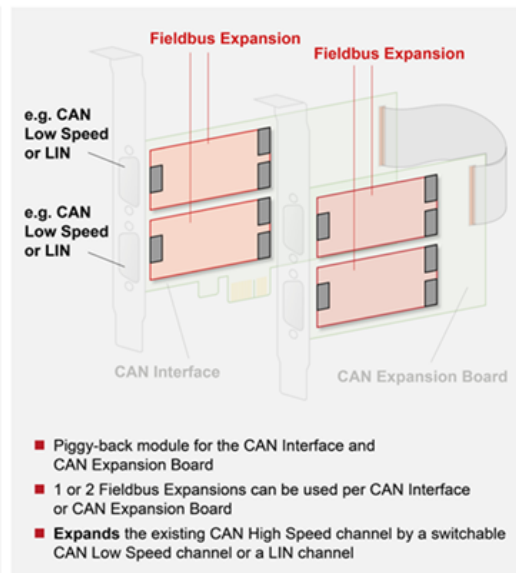 Fieldbus Expansion
Fieldbus Expansion
e.g. CAN
Low Speed
or LIN
e.g. CAN
Low Speed
or LIN
CAN Interface
CAN Expansion Board
Piggy-back module for the CAN Interface and
CAN Expansion Board
1 or 2 Fieldbus Expansions can be used per CAN Interface
or CAN Expansion Board
Expands the existing CAN High Speed channel by a switchable
CAN Low Speed channel or a LIN channel